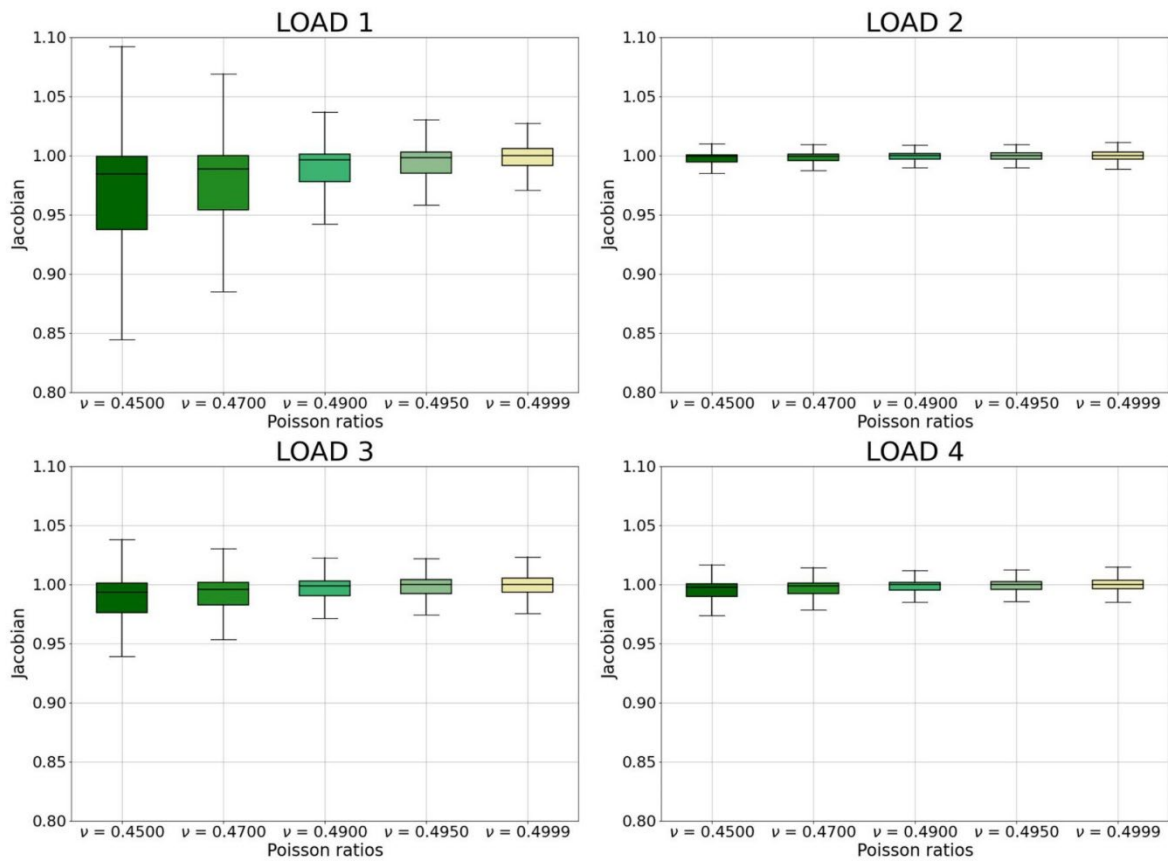 LOAD 1
1.10
1.05
1.00
0.95
0.90
0.85
0.80
Jacobian
ν = 0.4500 ν = 0.4700 ν = 0.4900 ν = 0.4950 ν = 0.4999
Poisson ratios
LOAD 2
1.10
1.05
1.00
0.95
0.90
0.85
0.80
Jacobian
ν = 0.4500 ν = 0.4700 ν = 0.4900 ν = 0.4950 ν = 0.4999
Poisson ratios
LOAD 3
1.10
1.05
1.00
0.95
0.90
0.85
0.80
Jacobian
ν = 0.4500 ν = 0.4700 ν = 0.4900 ν = 0.4950 ν = 0.4999
Poisson ratios
LOAD 4
1.10
1.05
1.00
0.95
0.90
0.85
0.80
Jacobian
ν = 0.4500 ν = 0.4700 ν = 0.4900 ν = 0.4950 ν = 0.4999
Poisson ratios